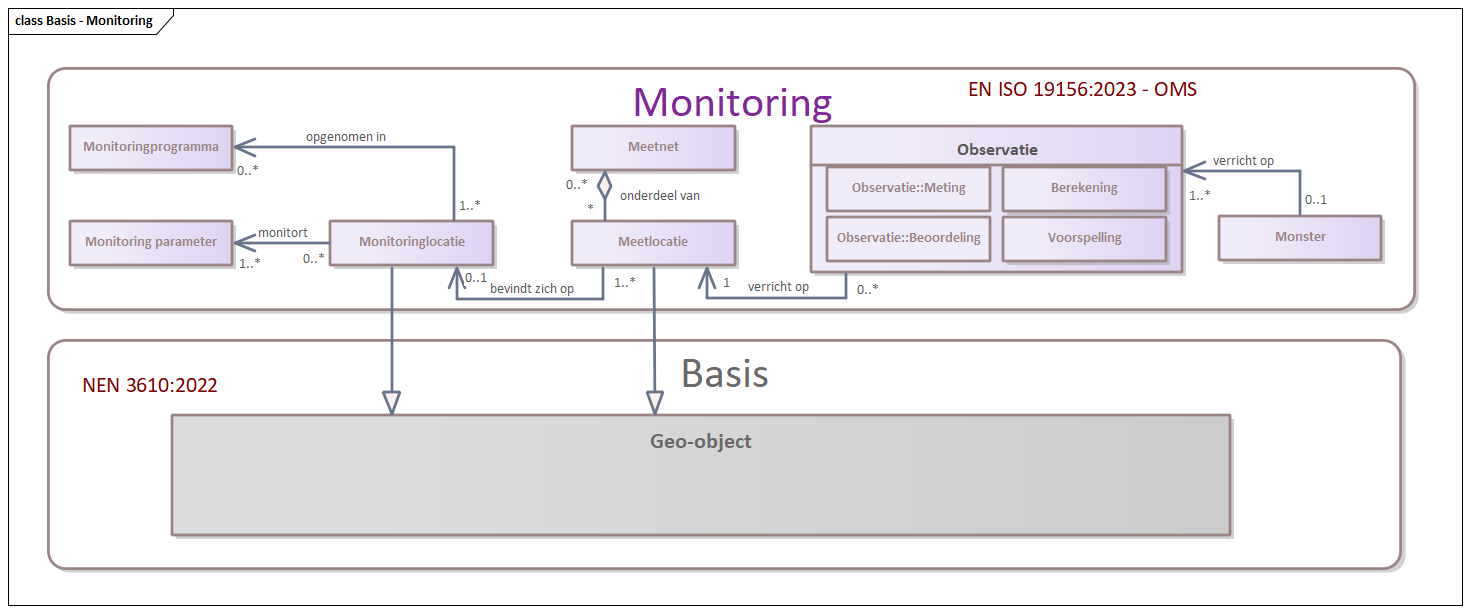 class Basis - Monitoring
Monitoring
EN ISO 19156:2023 - OMS
Monitoringprogramma
0..*
opgenomen in
1..*
Meetnet
0..*
onderdeel van
*
Observatie
Observatie::Meting
Berekening
Observatie::Beoordeling
Voorspelling
verricht op
1..*
0..1
Monster
Monitoring parameter
1..*
monitort
0..*
Monitoringlocatie
0..1
bevindt zich op
1..*
Meetlocatie
1
verricht op
0..*
Basis
NEN 3610:2022
Geo-object